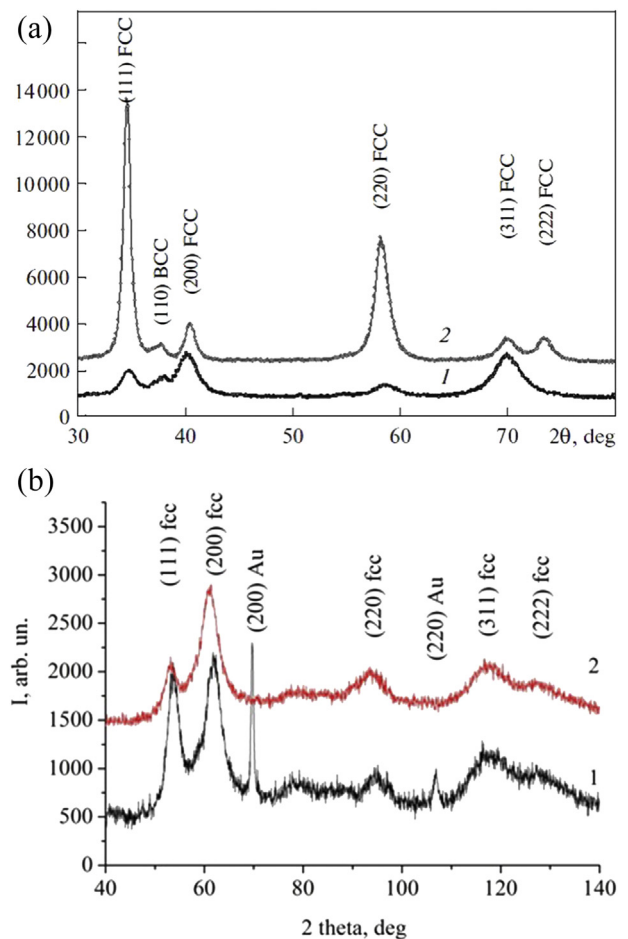 (a)
(111) FCC
(110) BCC
(200) FCC
(220) FCC
(311) FCC
(222) FCC
14000
12000
10000
8000
6000
4000
2000
0
2
1
30 40 50 60 70 2θ, deg
(b)
(111) fcc
(200) fcc
(200) Au
(220) fcc
(220) Au
(311) fcc
(222) fcc
I, arb. un.
3500
3000
2500
2000
1500
1000
500
0
2
1
40 60 80 100 120 140
2 theta, deg